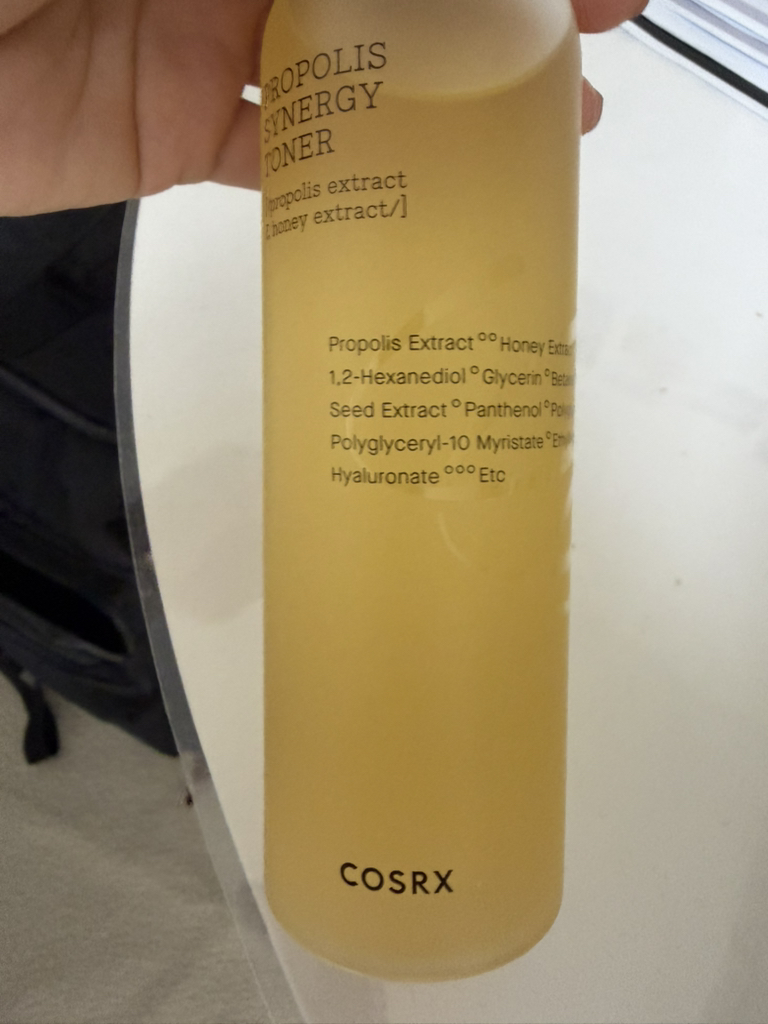 PROPOLIS
SYNERGY
TONER
[/propolis extract
& honey extract/]
Propolis Extract °° Honey
1,2-Hexanediol ° Glycerin °
Seed Extract ° Panthenol °
Polyglyceryl-10 Myristate °
Hyaluronate °°° Etc
COSRX